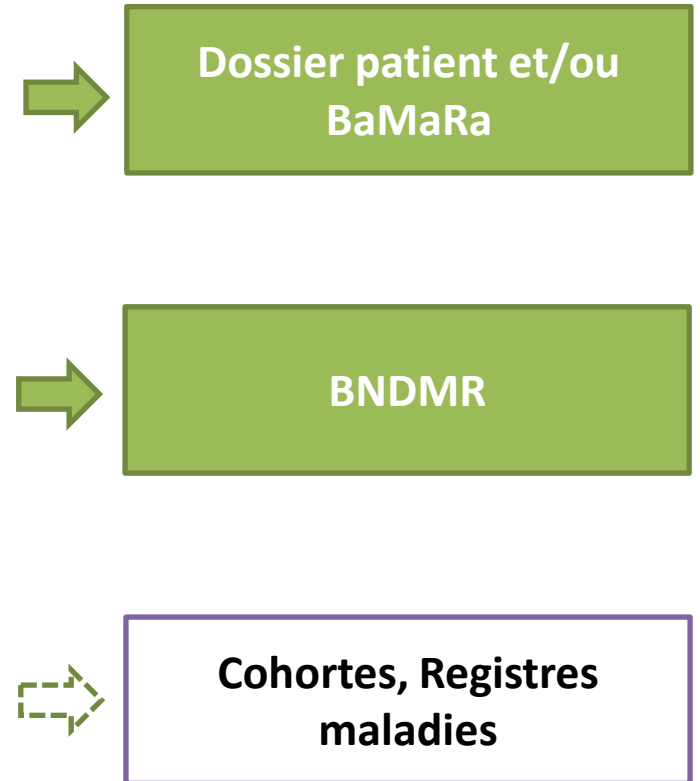 Dossier patient et/ou
BaMaRa
BNDMR
Cohortes, Registres
maladies